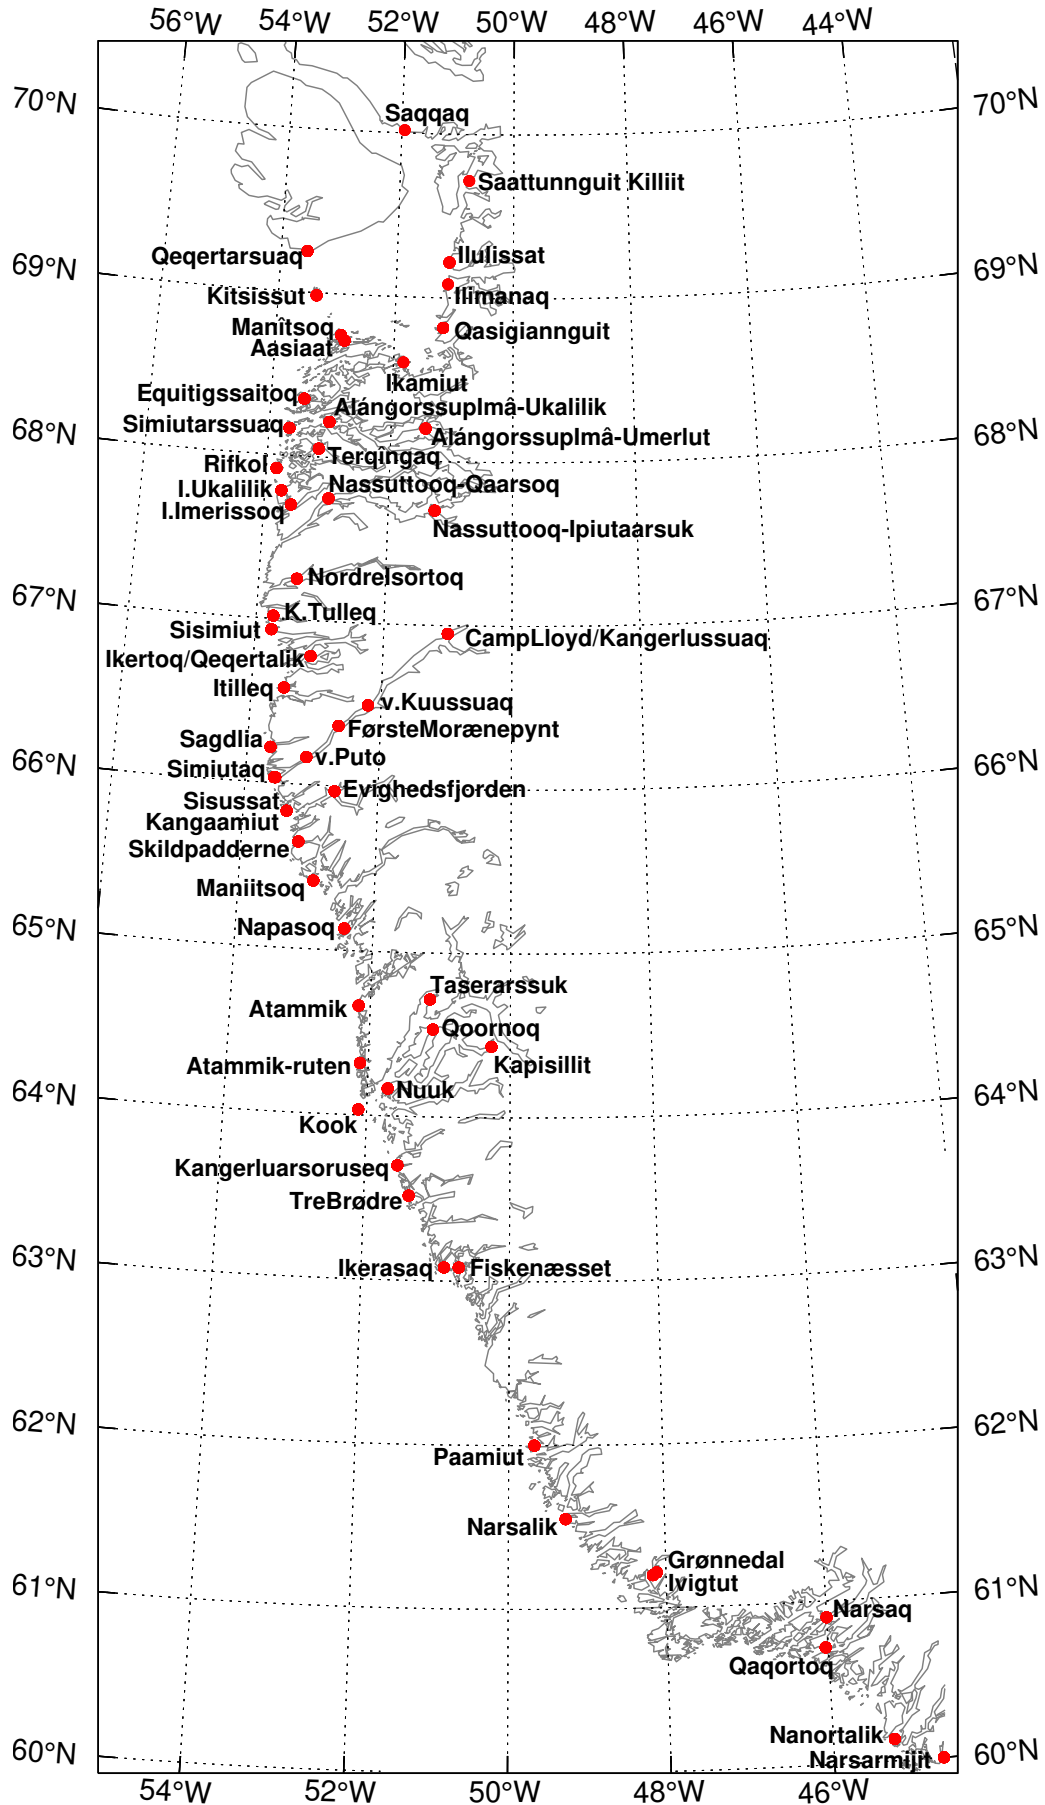 56°W 54°W 52°W 50°W 48°W 46°W 44°W
70°N 70°N
Saqqaq
Saattunnguit Killiit
Qeqertarsuaq Ilulissat
69°N 69°N
Kitsissut Ilimanaq
Manîtsoq Qasigiannguit
Aasiaat
Ikamiut
Equitigssaitoq
Alángorssuplmâ-Ukalilik
Simiutarssuaq
68°N Alángorssuplmâ-Umerlut 68°N
Rifkol Terqîngaq
I.Ukalilik Nassuttooq-Qaarsoq
I.Imerissoq
Nassuttooq-Ipiutaarsuk
Nordrelsortoq
67°N 67°N
K.Tulleq
Sisimiut
CampLloyd/Kangerlussuaq
Ikertoq/Qeqertalik
Itilleq
v.Kuussuaq
FørsteMorænepynt
Sagdlia
v.Puto
66°N Simiutaq 66°N
Evighedsfjorden
Sisussat
Kangaamiut
Skildpadderne
Maniitsoq
65°N Napasoq 65°N
Taserarssuk
Atammik
Qoornoq
Atammik-ruten Kapisillit
Nuuk
64°N 64°N
Kook
Kangerluarsoruseq
TreBrødre
63°N 63°N
Ikerasaq Fiskenæsset
62°N 62°N
Paamiut
Narsalik
Grønnedal
Ivigtut
61°N 61°N
Narsaq
Qaqortoq
Nanortalik
60°N Narsarmijit 60°N
54°W 52°W 50°W 48°W 46°W